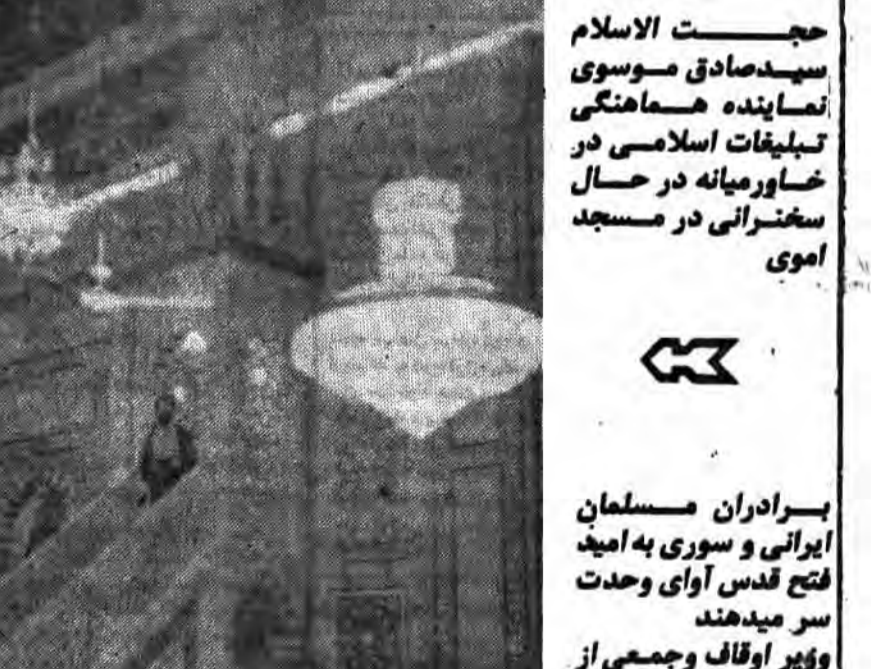 حجت الاسلام
سیدصادق موسوی
نماینده هماهنگی
تبلیغات اسلامی در
خاورمیانه در حال
سخنرانی در مسجد
اموی
برادران مسلمان
ایرانی و سوری به امید
فتح قدس آوای وحدت
سر میدهند
وزیر اوقاف وجمعی از